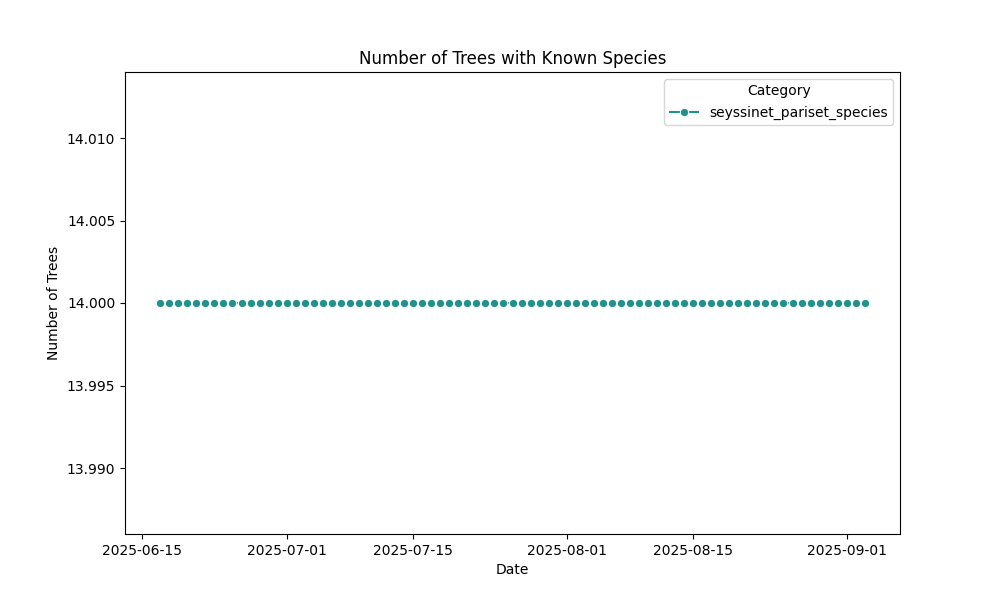 Number of Trees with Known Species
Category
seyssinet_pariset_species
14.010
14.005
14.000
13.995
13.990
Number of Trees
2025-06-15
2025-07-01
2025-07-15
2025-08-01
2025-08-15
2025-09-01
Date